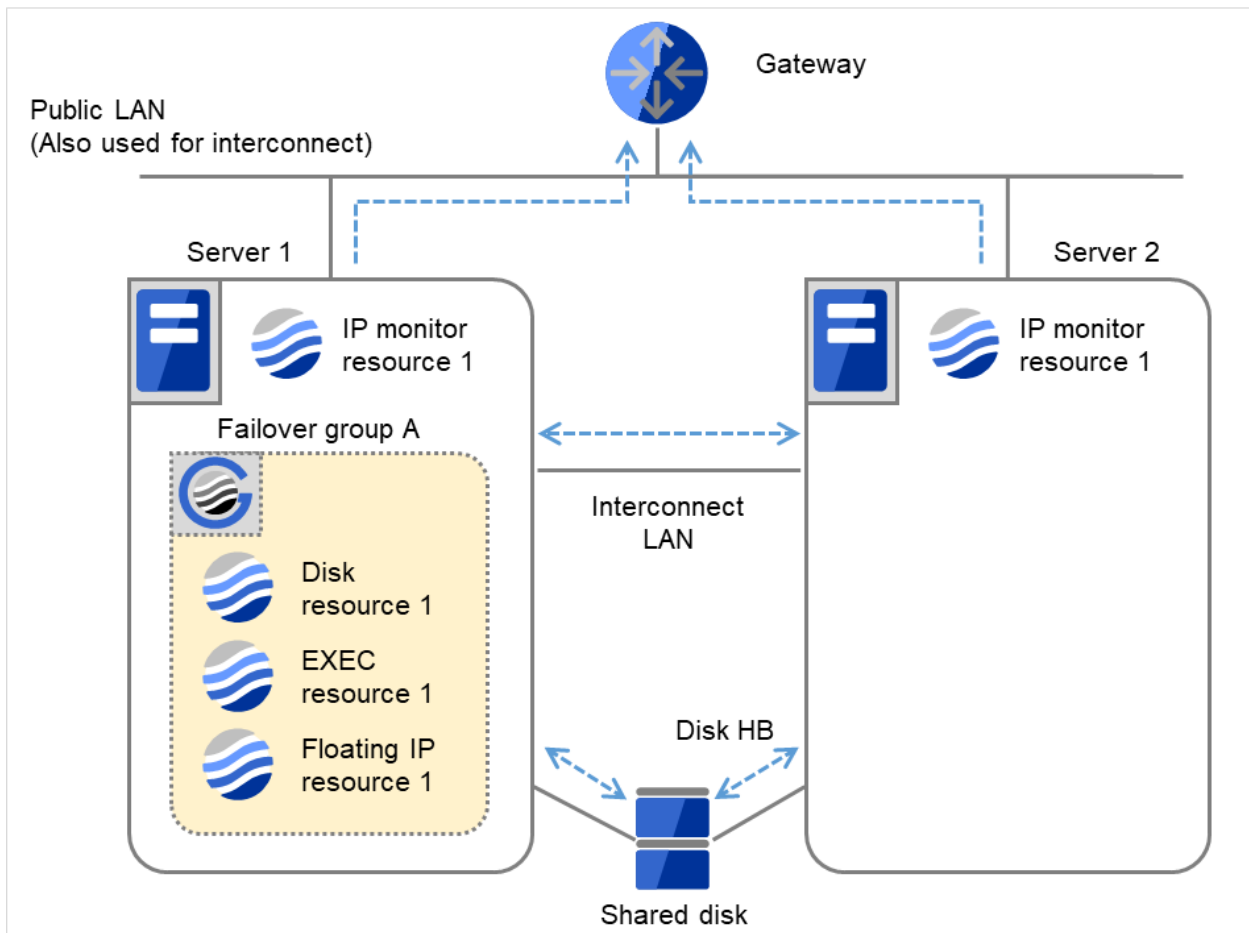 Gateway
Public LAN
(Also used for interconnect)
Server 1
Server 2
IP monitor
resource 1
IP monitor
resource 1
Failover group A
Interconnect
LAN
Disk
resource 1
EXEC
resource 1
Floating IP
resource 1
Disk HB
Shared disk